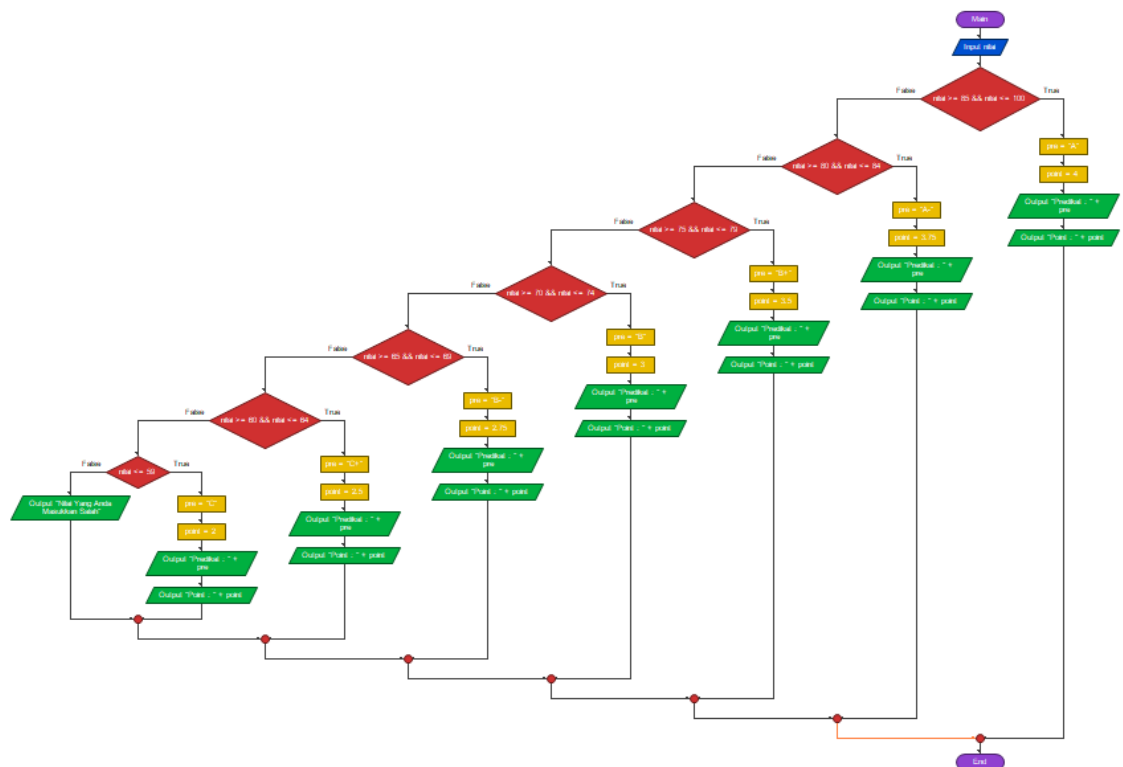 Main
Input nilai
False
nilai >= 85 && nilai <= 100
True
pre = "A"
point = 4
Output "Predikat : " +
pre
Output "Point : " + point
False
nilai >= 80 && nilai <= 84
True
pre = "A-"
point = 3.75
Output "Predikat : " +
pre
Output "Point : " + point
False
nilai >= 75 && nilai <= 79
True
pre = "B+"
point = 3.5
Output "Predikat : " +
pre
Output "Point : " + point
False
nilai >= 70 && nilai <= 74
True
pre = "B"
point = 3
Output "Predikat : " +
pre
Output "Point : " + point
False
nilai >= 65 && nilai <= 69
True
pre = "B-"
point = 2.75
Output "Predikat : " +
pre
Output "Point : " + point
False
nilai >= 60 && nilai <= 64
True
pre = "C+"
point = 2.5
Output "Predikat : " +
pre
Output "Point : " + point
False
nilai <= 59
True
Output "Nilai Yang Anda
Masukkan Salah"
pre = "C"
point = 2
Output "Predikat : " +
pre
Output "Point : " + point
End